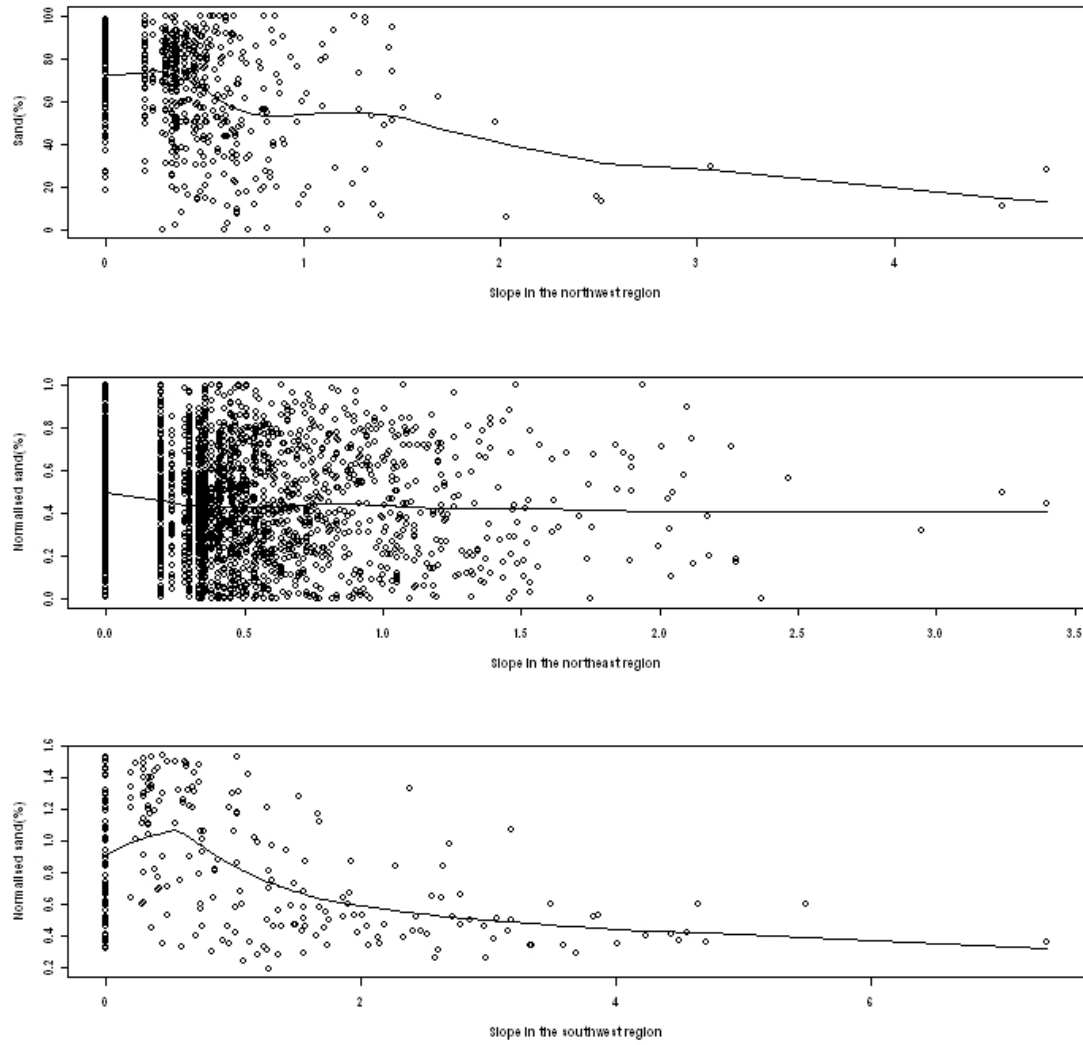 Sand(%)
100
80
60
40
20
0
0 1 2 3 4
Slope in the northwest region
Normalised sand(%)
1.0
0.8
0.6
0.4
0.2
0.0
0.0 0.5 1.0 1.5 2.0 2.5 3.0 3.5
Slope in the northeast region
Normalised sand(%)
1.6
1.4
1.2
1.0
0.8
0.6
0.4
0.2
0 2 4 6
Slope in the southwest region